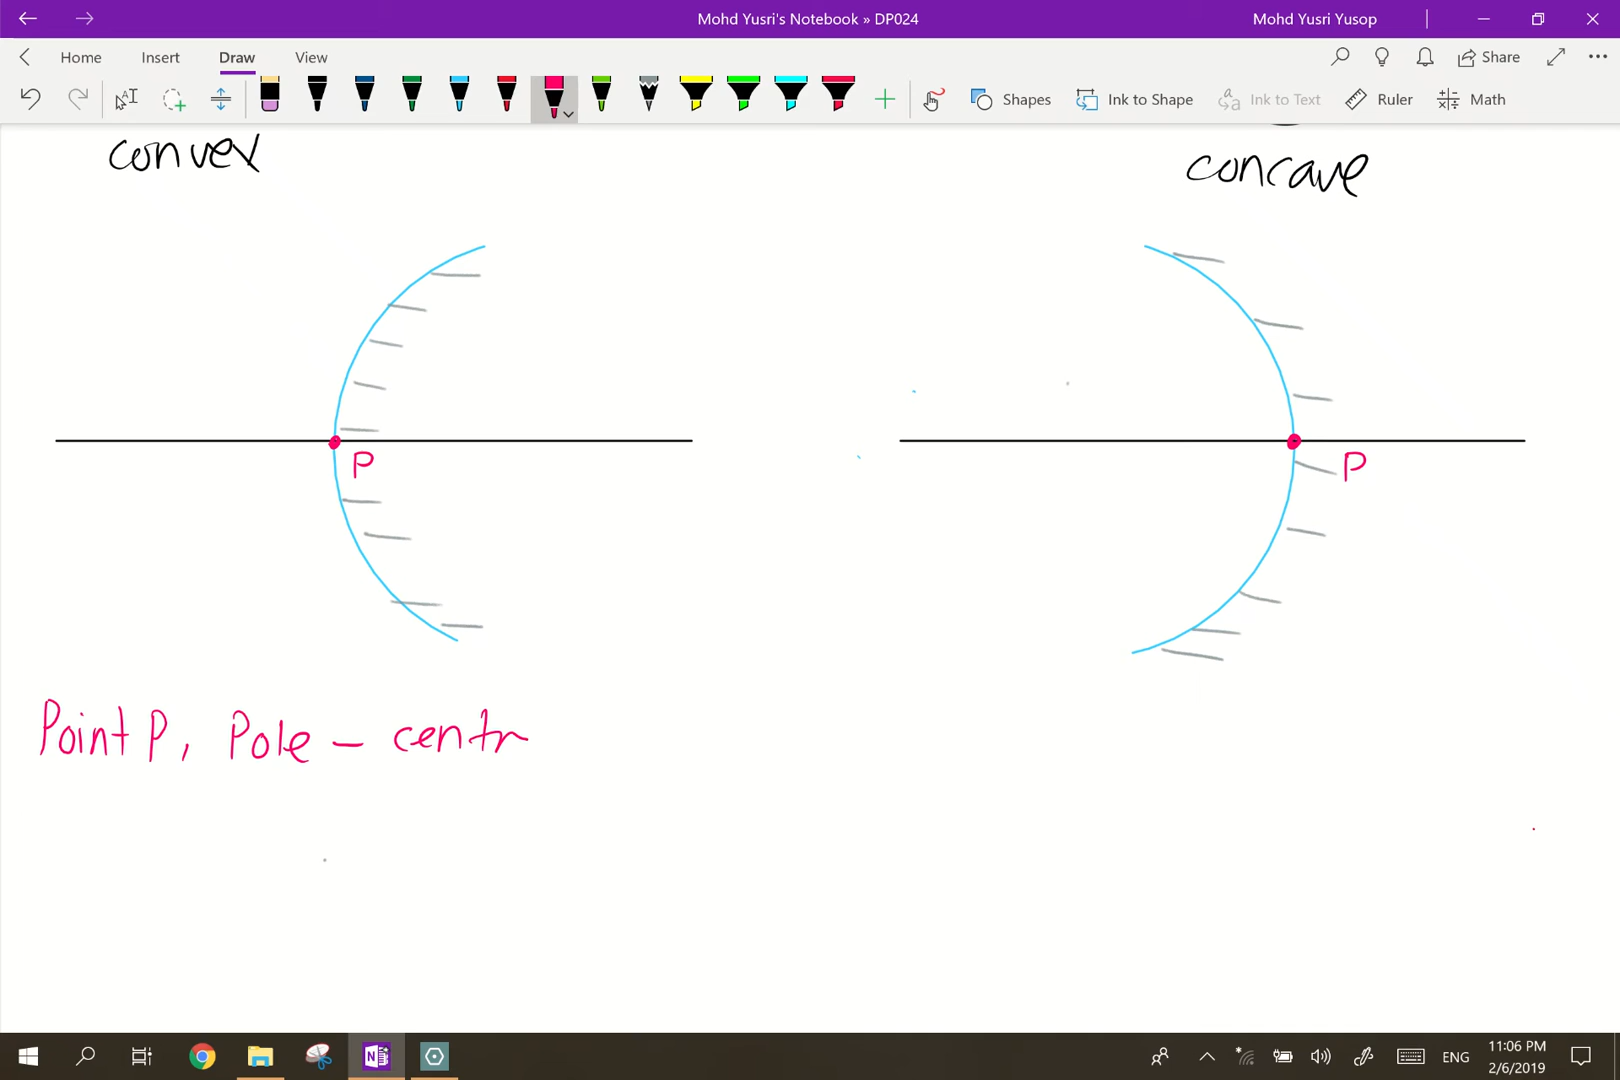 Mohd Yusri's Notebook » DP024
Mohd Yusri Yusop
Home Insert Draw View
Share
Shapes Ink to Shape Ink to Text Ruler Math
convex
concave
P
P
Point P, Pole – centr
ENG
11:06 PM
2/6/2019